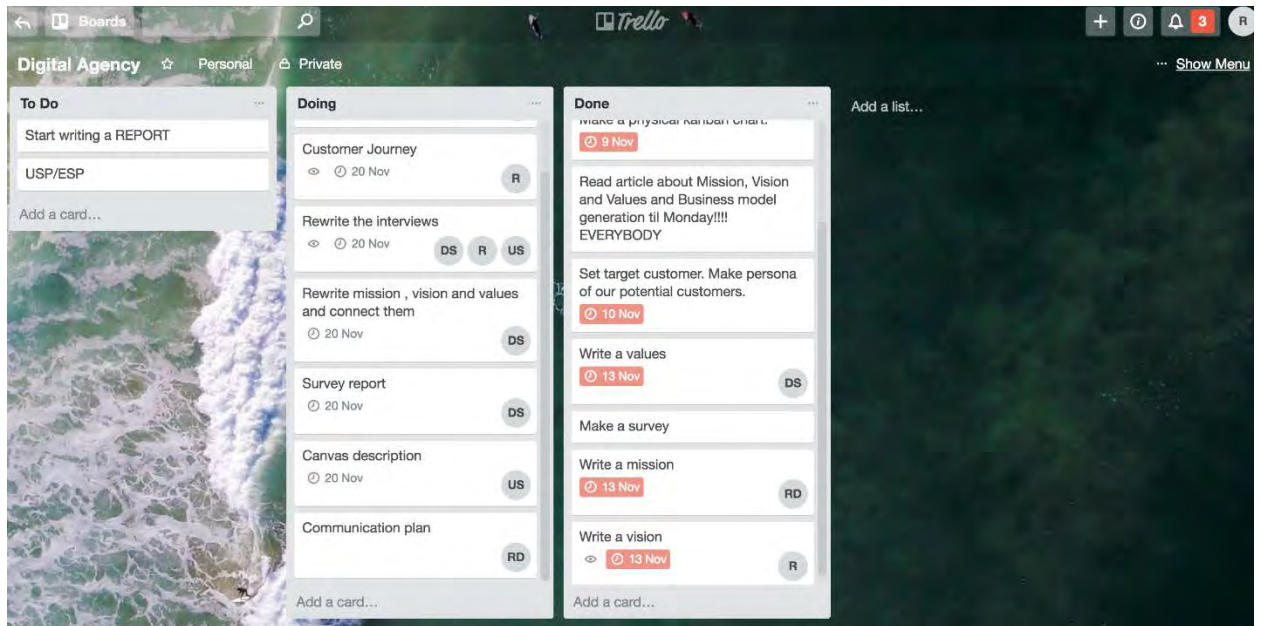 Boards
Trello
3
R
Digital Agency
Personal
Private
... Show Menu
To Do
Start writing a REPORT
USP/ESP
Add a card...
Doing
Customer Journey
20 Nov
R
Rewrite the interviews
20 Nov
DS R US
Rewrite mission , vision and values
and connect them
20 Nov
DS
Survey report
20 Nov
DS
Canvas description
20 Nov
US
Communication plan
RD
Add a card...
Done
Make a physical kanban chart.
9 Nov
Read article about Mission, Vision
and Values and Business model
generation til Monday!!!!
EVERYBODY
Set target customer. Make persona
of our potential customers.
10 Nov
Write a values
13 Nov
DS
Make a survey
Write a mission
13 Nov
RD
Write a vision
13 Nov
R
Add a card...
Add a list...